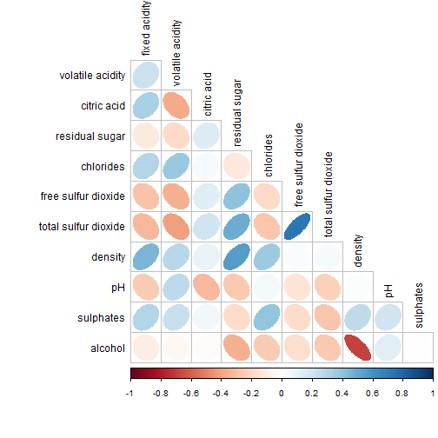 fixed acidity
volatile acidity
citric acid
residual sugar
chlorides
free sulfur dioxide
total sulfur dioxide
density
pH
sulphates
volatile acidity
citric acid
residual sugar
chlorides
free sulfur dioxide
total sulfur dioxide
density
pH
sulphates
alcohol
-1 -0.8 -0.6 -0.4 -0.2 0 0.2 0.4 0.6 0.8 1